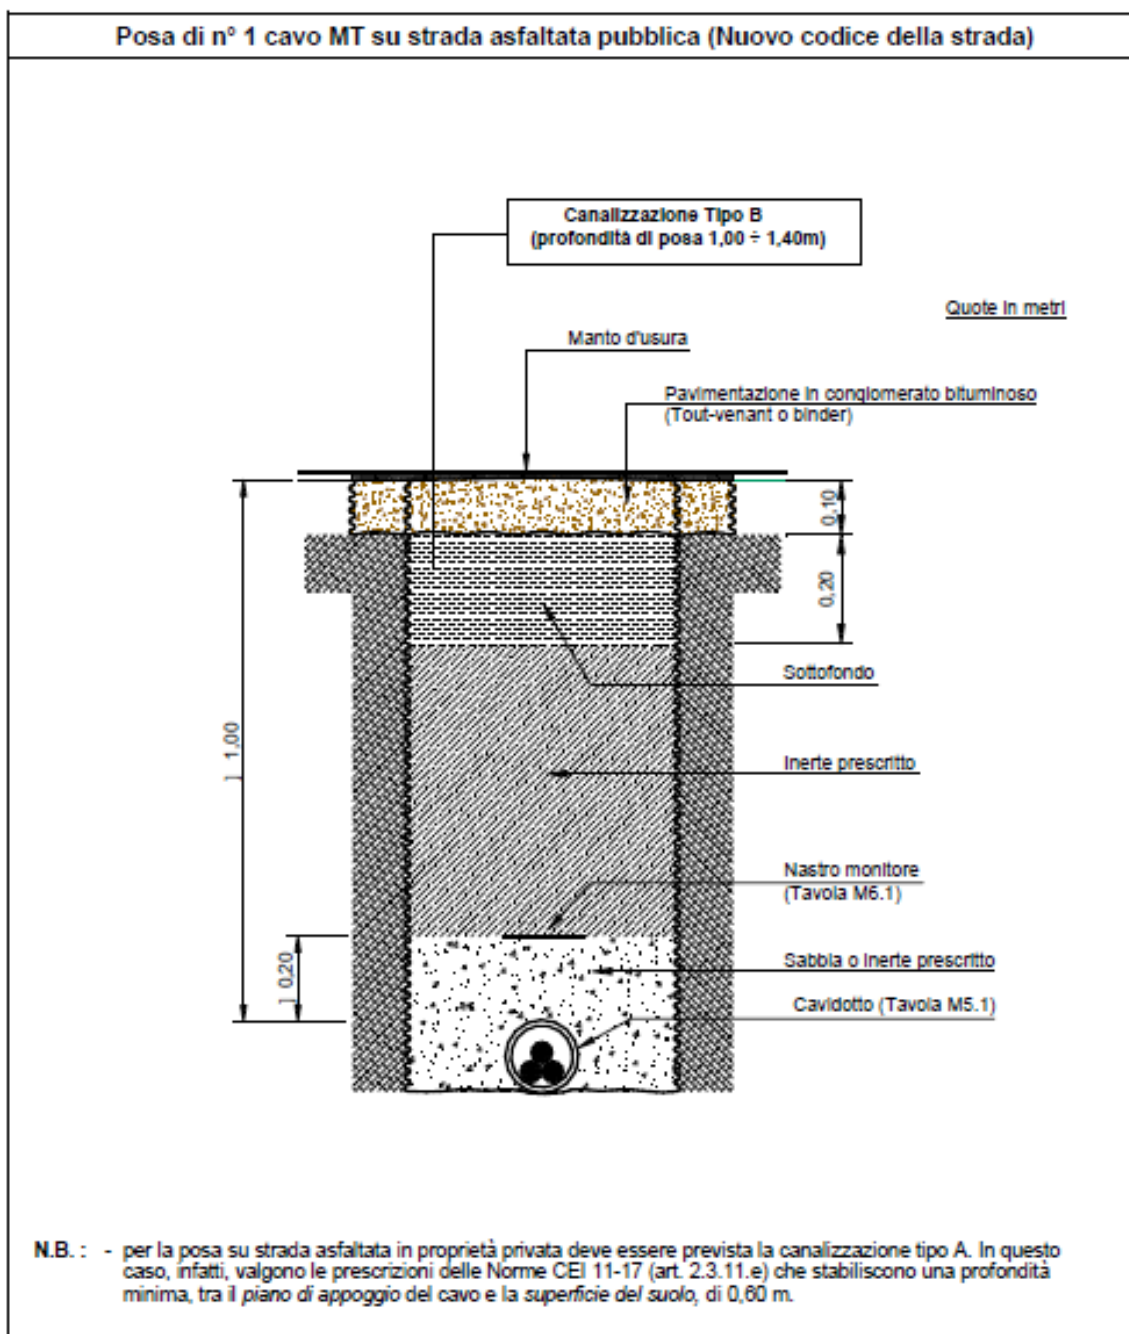 Posa di n° 1 cavo MT su strada asfaltata pubblica (Nuovo codice della strada)
Canalizzazione Tipo B
(profondità di posa 1,00 ÷ 1,40m)
Quote in metri
Manto d'usura
Pavimentazione in conglomerato bituminoso
(Tout-venant o binder)
0,10
0,20
Sottofondo
] 1,00
Inerte prescritto
Nastro monitore
(Tavola M6.1)
] 0,20
Sabbia o inerte prescritto
Cavidotto (Tavola M5.1)
N.B. : - per la posa su strada asfaltata in proprietà privata deve essere prevista la canalizzazione tipo A. In questo
caso, infatti, valgono le prescrizioni delle Norme CEI 11-17 (art. 2.3.11.e) che stabiliscono una profondità
minima, tra il piano di appoggio del cavo e la superficie del suolo, di 0,60 m.